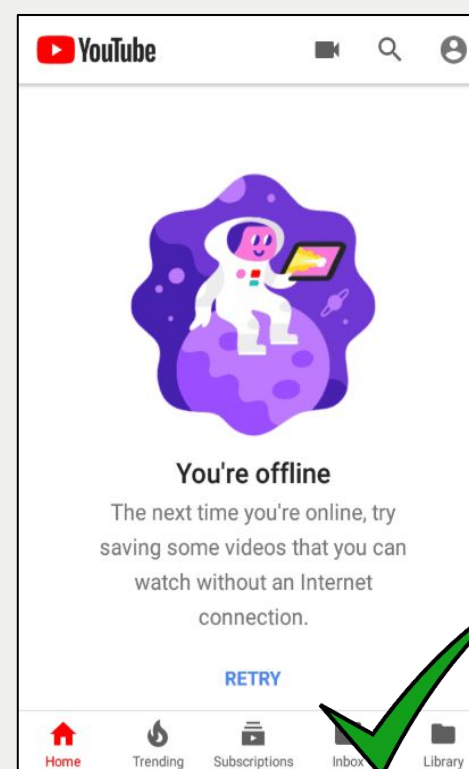 YouTube
You're offline
The next time you're online, try
saving some videos that you can
watch without an Internet
connection.
RETRY
Home Trending Subscriptions Inbox Library